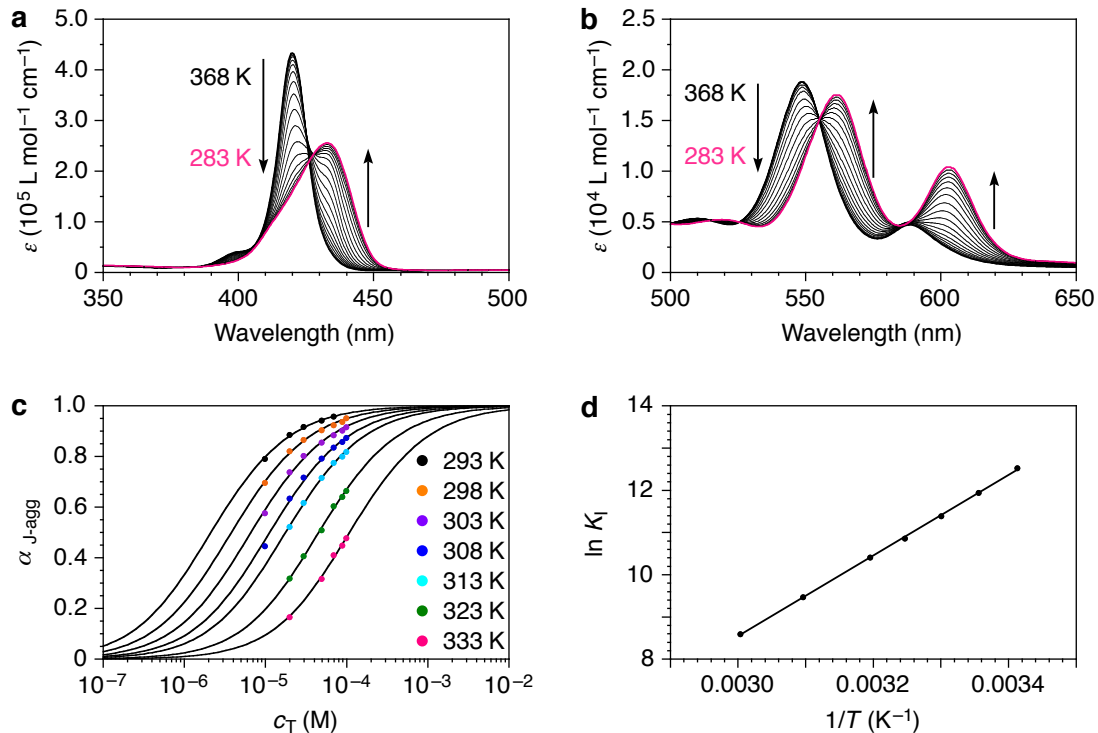 a
5.0
4.0
3.0
2.0
1.0
0
ε (10⁵ L mol⁻¹ cm⁻¹)
368 K
283 K
350 400 450 500
Wavelength (nm)
b
2.5
2.0
1.5
1.0
0.5
0
ε (10⁴ L mol⁻¹ cm⁻¹)
368 K
283 K
500 550 600 650
Wavelength (nm)
c
1.0
0.8
0.6
0.4
0.2
0
α J-agg
293 K
298 K
303 K
308 K
313 K
323 K
333 K
10⁻⁷ 10⁻⁶ 10⁻⁵ 10⁻⁴ 10⁻³ 10⁻²
c_T (M)
d
14
12
10
8
ln K_I
0.0030 0.0032 0.0034
1/T (K⁻¹)